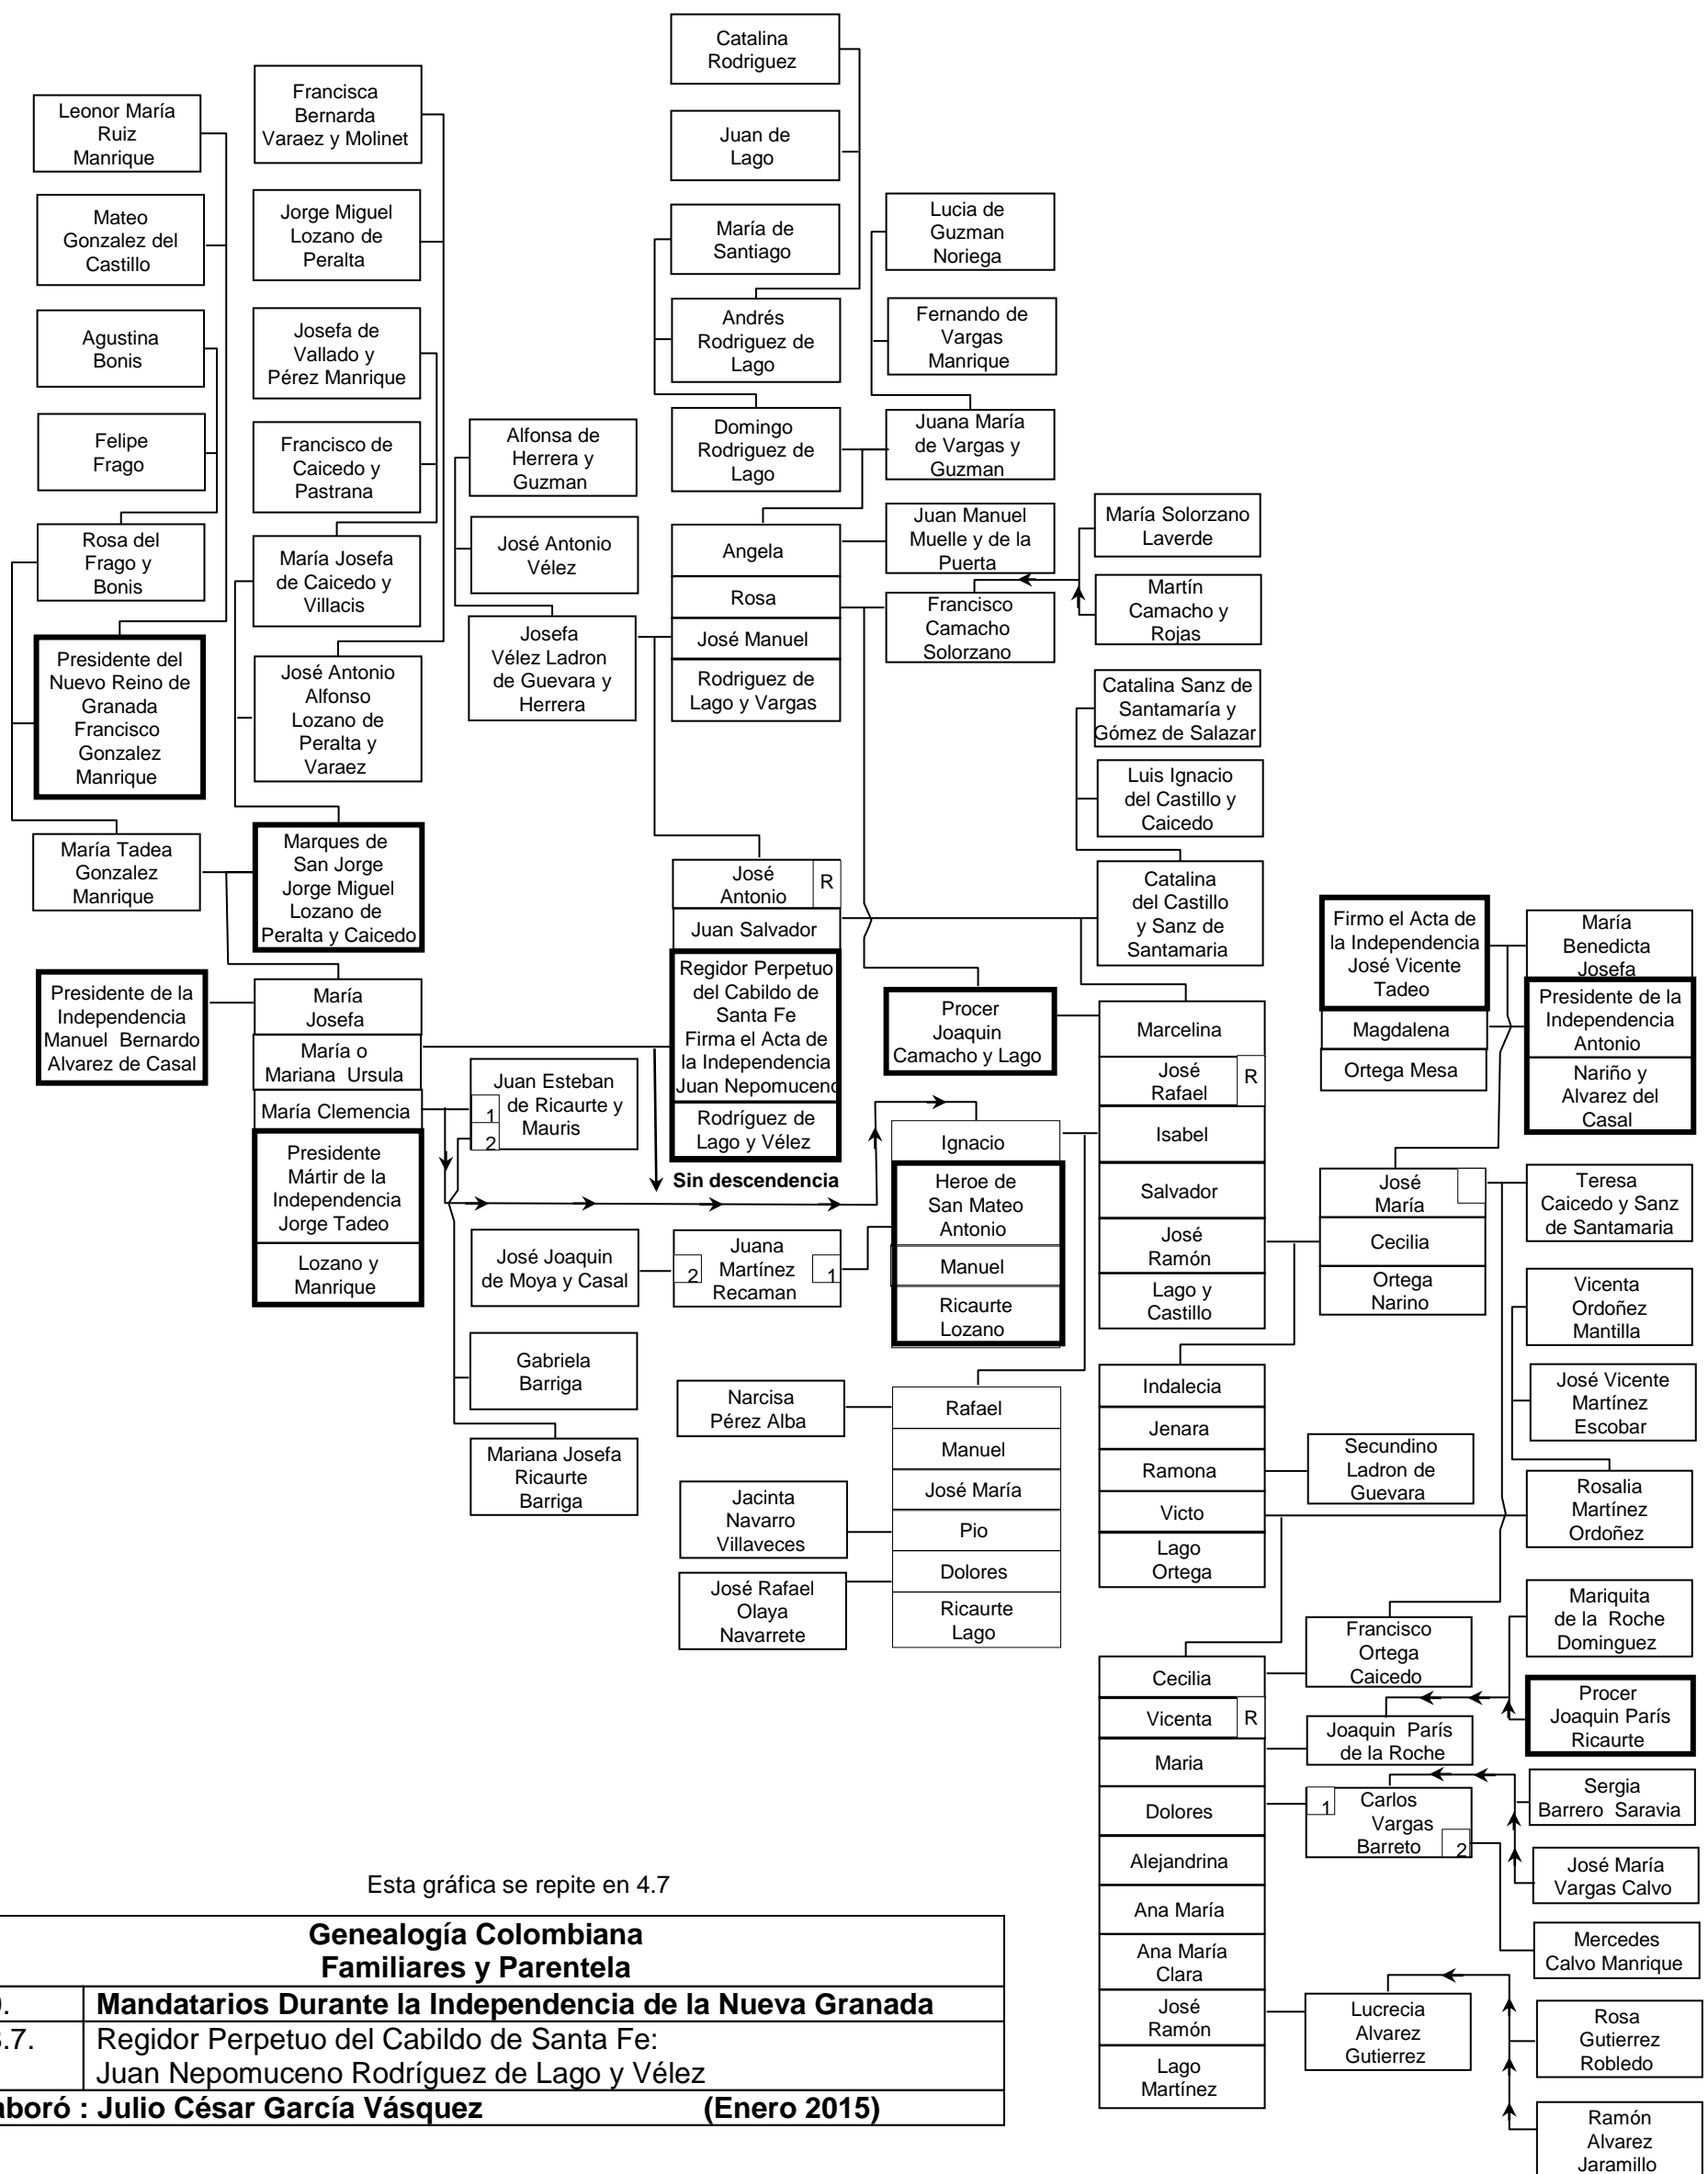 Catalina
Rodriguez
Leonor María
Ruiz
Manrique
Francisca
Bernarda
Varaez y Molinet
Juan de
Lago
Mateo
Gonzalez del
Castillo
Jorge Miguel
Lozano de
Peralta
María de
Santiago
Lucia de
Guzman
Noriega
Agustina
Bonis
Josefa de
Vallado y
Pérez Manrique
Andrés
Rodriguez de
Lago
Fernando de
Vargas
Manrique
Felipe
Frago
Francisco de
Caicedo y
Pastrana
Alfonsa de
Herrera y
Guzman
Domingo
Rodriguez de
Lago
Juana María
de Vargas y
Guzman
Rosa del
Frago y
Bonis
María Josefa
de Caicedo y
Villacis
José Antonio
Vélez
Angela
Rosa
José Manuel
Rodriguez de
Lago y Vargas
Juan Manuel
Muelle y de la
Puerta
María Solorzano
Laverde
Francisco
Camacho
Solorzano
Martín
Camacho y
Rojas
Presidente del
Nuevo Reino de
Granada
Francisco
Gonzalez
Manrique
José Antonio
Alfonso
Lozano de
Peralta y
Varaez
Josefa
Vélez Ladron
de Guevara y
Herrera
Catalina Sanz de
Santamaría y
Gómez de Salazar
Luis Ignacio
del Castillo y
Caicedo
María Tadea
Gonzalez
Manrique
Marques de
San Jorge
Jorge Miguel
Lozano de
Peralta y Caicedo
José
Antonio
R
Juan Salvador
Regidor Perpetuo
del Cabildo de
Santa Fe
Firma el Acta de
la Independencia
Juan Nepomuceno
Rodríguez de
Lago y Vélez
Catalina
del Castillo
y Sanz de
Santamaria
Firmo el Acta de
la Independencia
José Vicente
Tadeo
Magdalena
Ortega Mesa
María
Benedicta
Josefa
Presidente de la
Independencia
Antonio
Nariño y
Alvarez del
Casal
Presidente de la
Independencia
Manuel Bernardo
Alvarez de Casal
María
Josefa
María o
Mariana Ursula
María Clemencia
Presidente
Mártir de la
Independencia
Jorge Tadeo
Lozano y
Manrique
Juan Esteban
de Ricaurte y
Mauris
1
2
Procer
Joaquin
Camacho y Lago
Marcelina
José
Rafael
R
Isabel
Salvador
José
Ramón
Lago y
Castillo
Sin descendencia
Ignacio
Heroe de
San Mateo
Antonio
Manuel
Ricaurte
Lozano
José
María
Cecilia
Ortega
Narino
Teresa
Caicedo y Sanz
de Santamaria
José Joaquin
de Moya y Casal
Juana
Martínez
Recaman
2
1
Vicenta
Ordoñez
Mantilla
Gabriela
Barriga
José Vicente
Martínez
Escobar
Mariana Josefa
Ricaurte
Barriga
Narcisa
Pérez Alba
Jacinta
Navarro
Villaveces
José Rafael
Olaya
Navarrete
Rafael
Manuel
José María
Pio
Dolores
Ricaurte
Lago
Indalecia
Jenara
Ramona
Victo
Lago
Ortega
Secundino
Ladron de
Guevara
Rosalia
Martínez
Ordoñez
Mariquita
de la Roche
Dominguez
Francisco
Ortega
Caicedo
Procer
Joaquin París
Ricaurte
Cecilia
Vicenta
R
Maria
Dolores
Alejandrina
Ana María
Ana María
Clara
José
Ramón
Lago
Martínez
Joaquin París
de la Roche
1
Carlos
Vargas
Barreto
2
Sergia
Barrero Saravia
José María
Vargas Calvo
Mercedes
Calvo Manrique
Lucrecia
Alvarez
Gutierrez
Rosa
Gutierrez
Robledo
Ramón
Alvarez
Jaramillo
Esta gráfica se repite en 4.7
Genealogía Colombiana
Familiares y Parentela
Mandatarios Durante la Independencia de la Nueva Granada
.7. Regidor Perpetuo del Cabildo de Santa Fe:
Juan Nepomuceno Rodríguez de Lago y Vélez
boró : Julio César García Vásquez (Enero 2015)